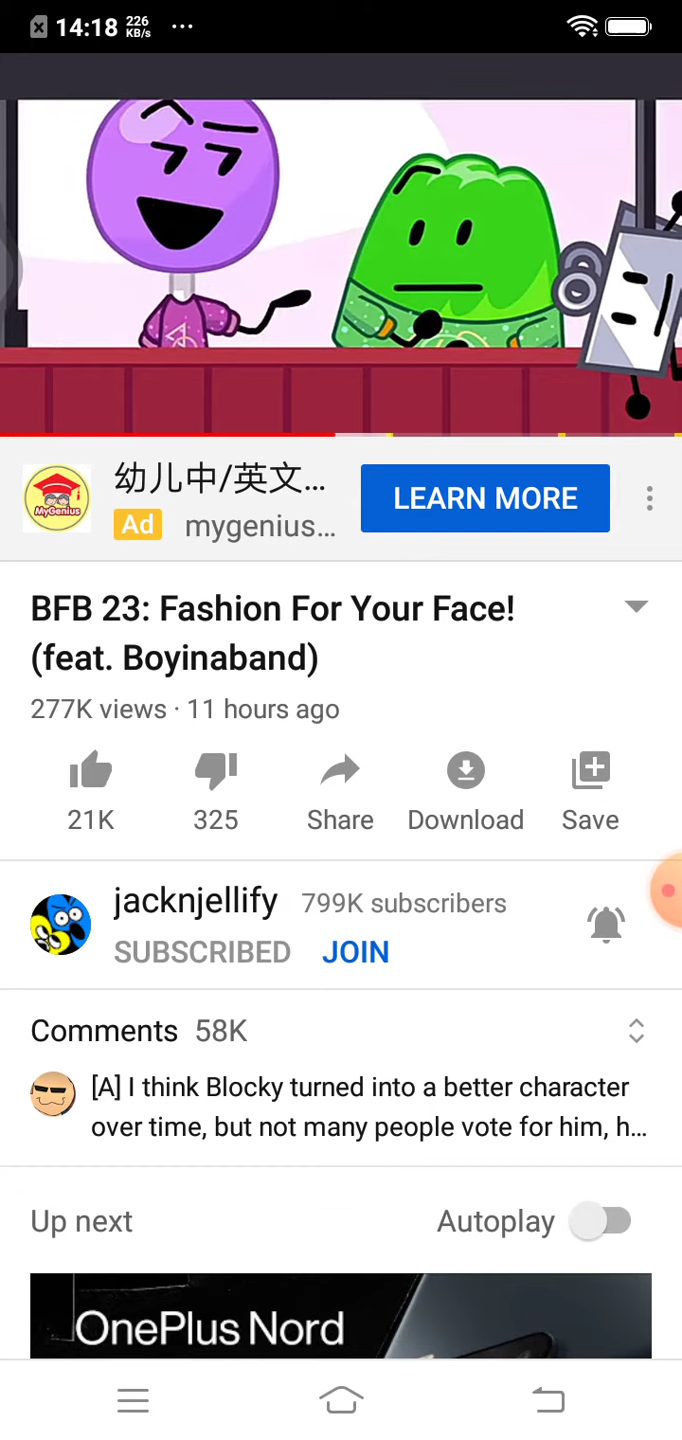 14:18 226 KB/s ...
幼儿中/英文...
LEARN MORE
MyGenius
Ad mygenius...
BFB 23: Fashion For Your Face!
(feat. Boyinaband)
277K views · 11 hours ago
21K 325 Share Download Save
jacknjellify 799K subscribers
SUBSCRIBED JOIN
Comments 58K
[A] I think Blocky turned into a better character
over time, but not many people vote for him, h...
Up next Autoplay
OnePlus Nord